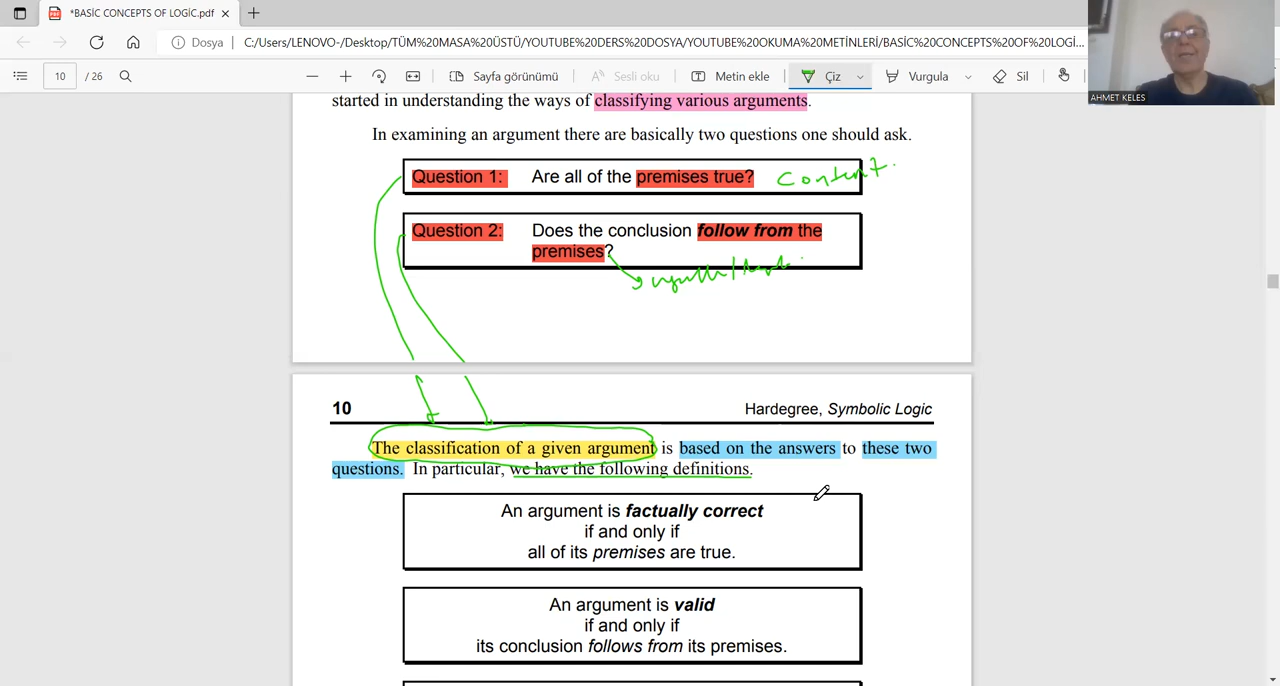 *BASİC CONCEPTS OF LOGİC.pdf
Dosya
C:/Users/LENOVO-/Desktop/TÜM%20MASA%20ÜSTÜ/YOUTUBE%20DERS%20DOSYA/YOUTUBE%20OKUMA%20METİNLERİ/BASİC%20CONCEPTS%20OF%20LOGİ...
10 / 26
Sayfa görünümü
Sesli oku
Metin ekle
Çiz
Vurgula
Sil
AHMET KELES
started in understanding the ways of classifying various arguments.
In examining an argument there are basically two questions one should ask.
Question 1: Are all of the premises true? Content.
Question 2: Does the conclusion follow from the
premises?
10 Hardegree, Symbolic Logic
The classification of a given argument is based on the answers to these two
questions. In particular, we have the following definitions.
An argument is factually correct
if and only if
all of its premises are true.
An argument is valid
if and only if
its conclusion follows from its premises.